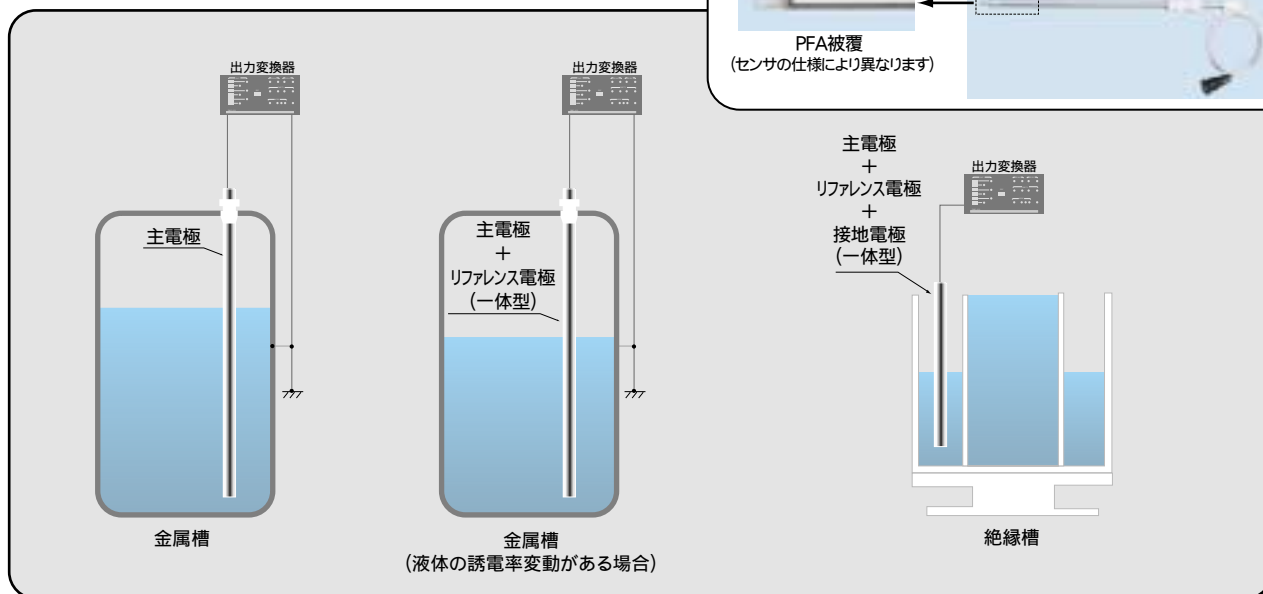 PFA被覆
(センサの仕様により異なります)
出力変換器
主電極
金属槽
出力変換器
主電極
+
リファレンス電極
(一体型)
金属槽
(液体の誘電率変動がある場合)
主電極
+
リファレンス電極
+
接地電極
(一体型)
出力変換器
絶縁槽